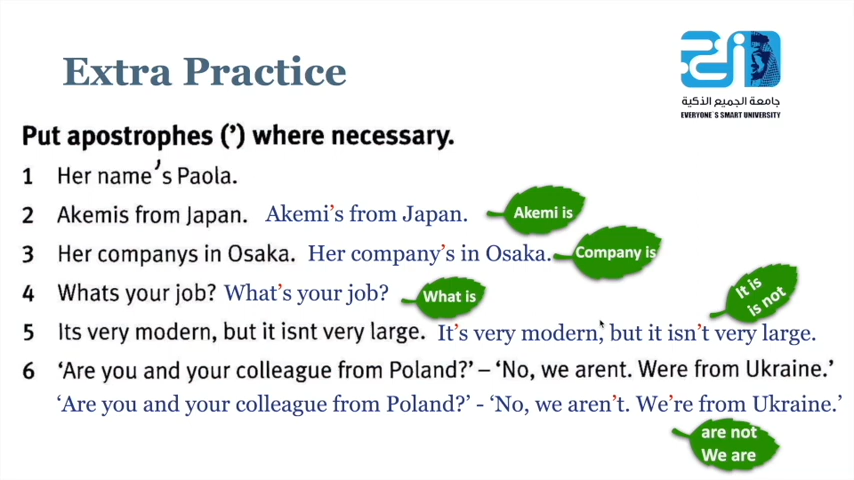 Extra Practice
جامعة الجميع الذكية
EVERYONE'S SMART UNIVERSITY
Put apostrophes (’) where necessary.
1 Her name’s Paola.
2 Akemis from Japan. Akemi’s from Japan. Akemi is
3 Her companys in Osaka. Her company’s in Osaka. Company is
4 Whats your job? What’s your job? What is
It is
is not
5 Its very modern, but it isnt very large. It’s very modern, but it isn’t very large.
6 ‘Are you and your colleague from Poland?’ – ‘No, we arent. Were from Ukraine.’
‘Are you and your colleague from Poland?’ - ‘No, we aren’t. We’re from Ukraine.’
are not
We are